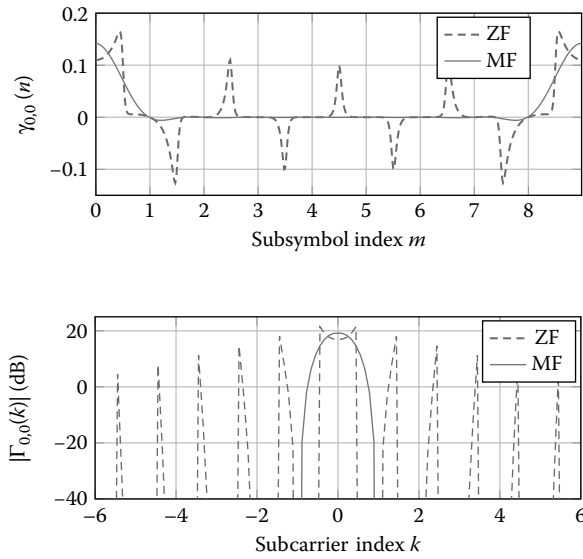 0.2
0.1
0
−0.1
γ0,0 (n)
ZF
MF
0 1 2 3 4 5 6 7 8
Subsymbol index m
20
0
−20
−40
|Γ0,0(k)| (dB)
ZF
MF
−6 −4 −2 0 2 4 6
Subcarrier index k